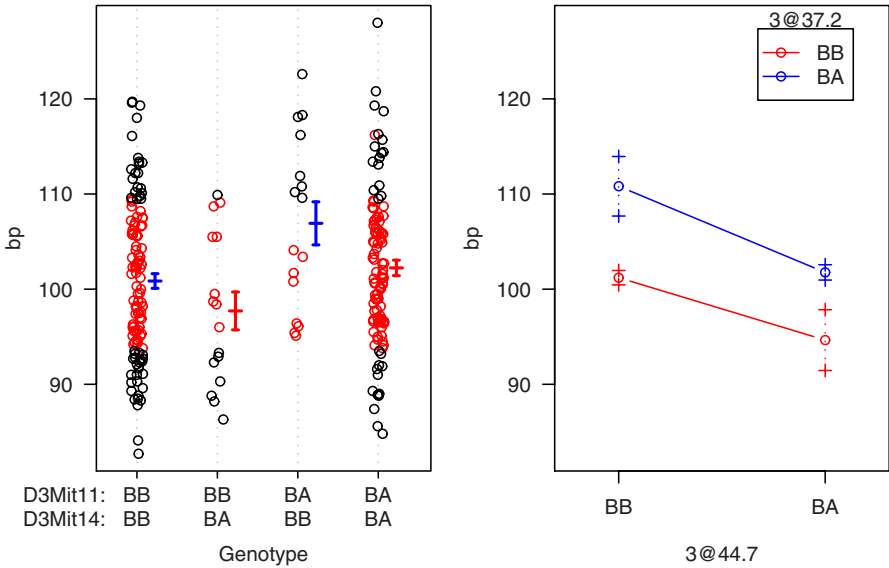 120
110
100
90
bp
D3Mit11: BB BB BA BA
D3Mit14: BB BA BB BA
Genotype
3@37.2
BB
BA
120
110
100
90
bp
BB BA
3@44.7